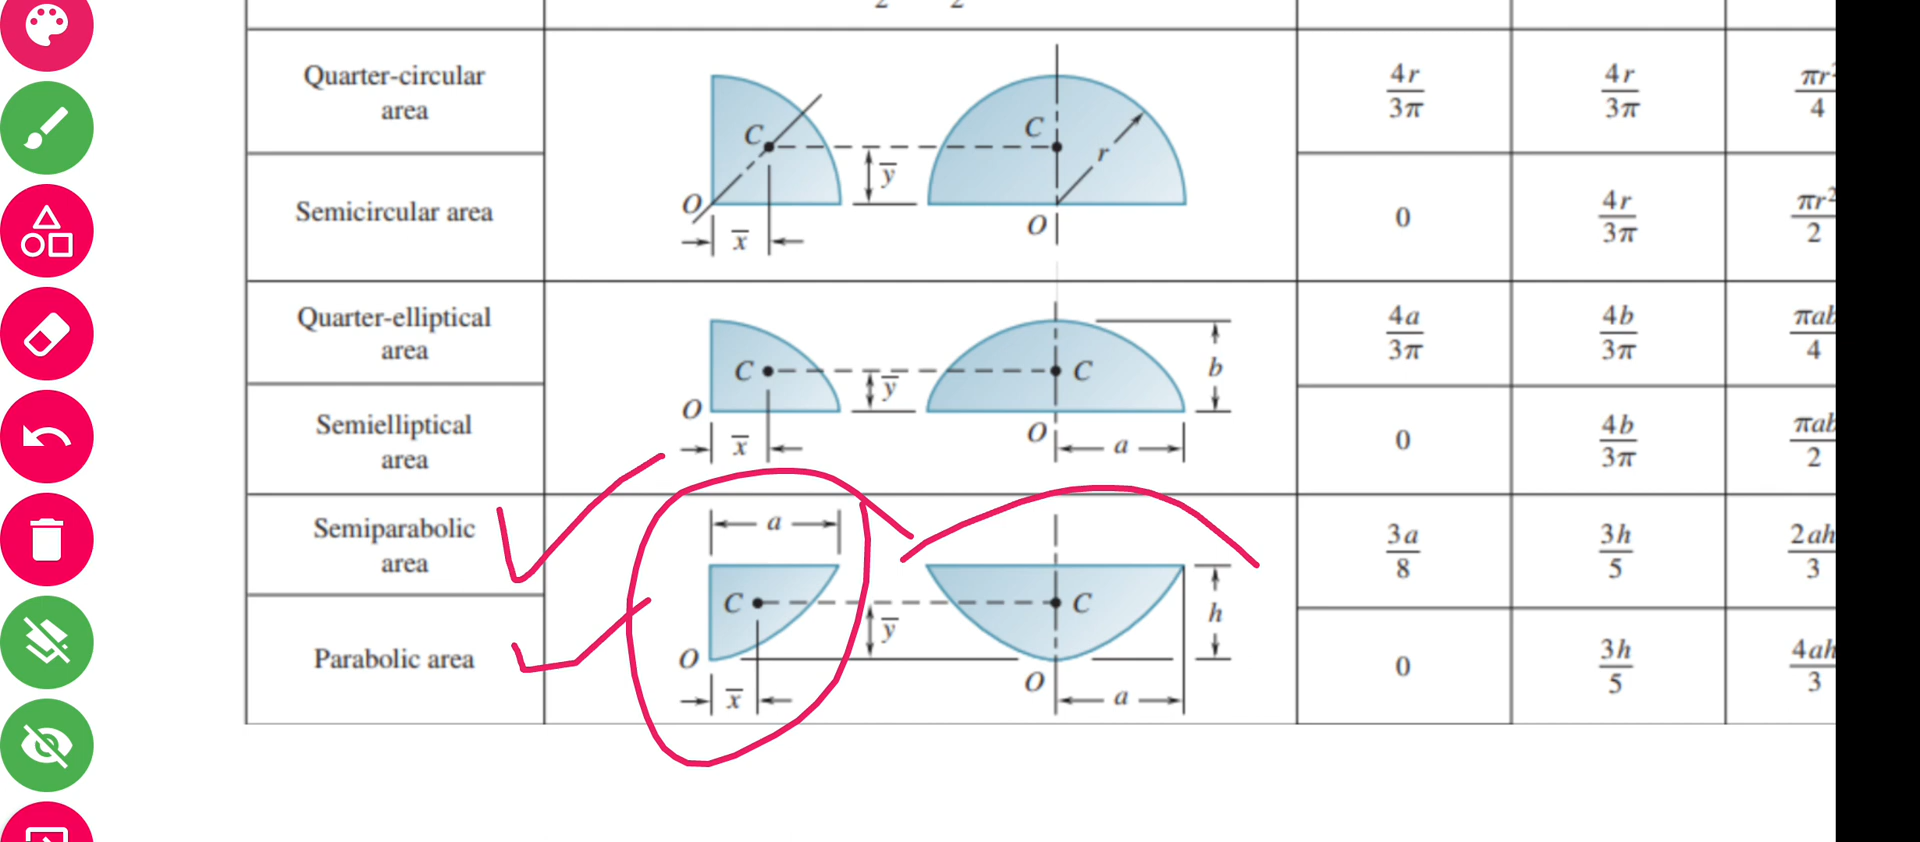 Quarter-circular
area
C
O
x̅
y̅
C
r
O
4r
3π
4r
3π
πr²
4
Semicircular area
0
4r
3π
πr²
2
Quarter-elliptical
area
C
O
x̅
y̅
C
b
O
a
4a
3π
4b
3π
πab
4
Semielliptical
area
0
4b
3π
πab
2
Semiparabolic
area
a
C
O
x̅
y̅
C
h
O
a
3a
8
3h
5
2ah
3
Parabolic area
0
3h
5
4ah
3